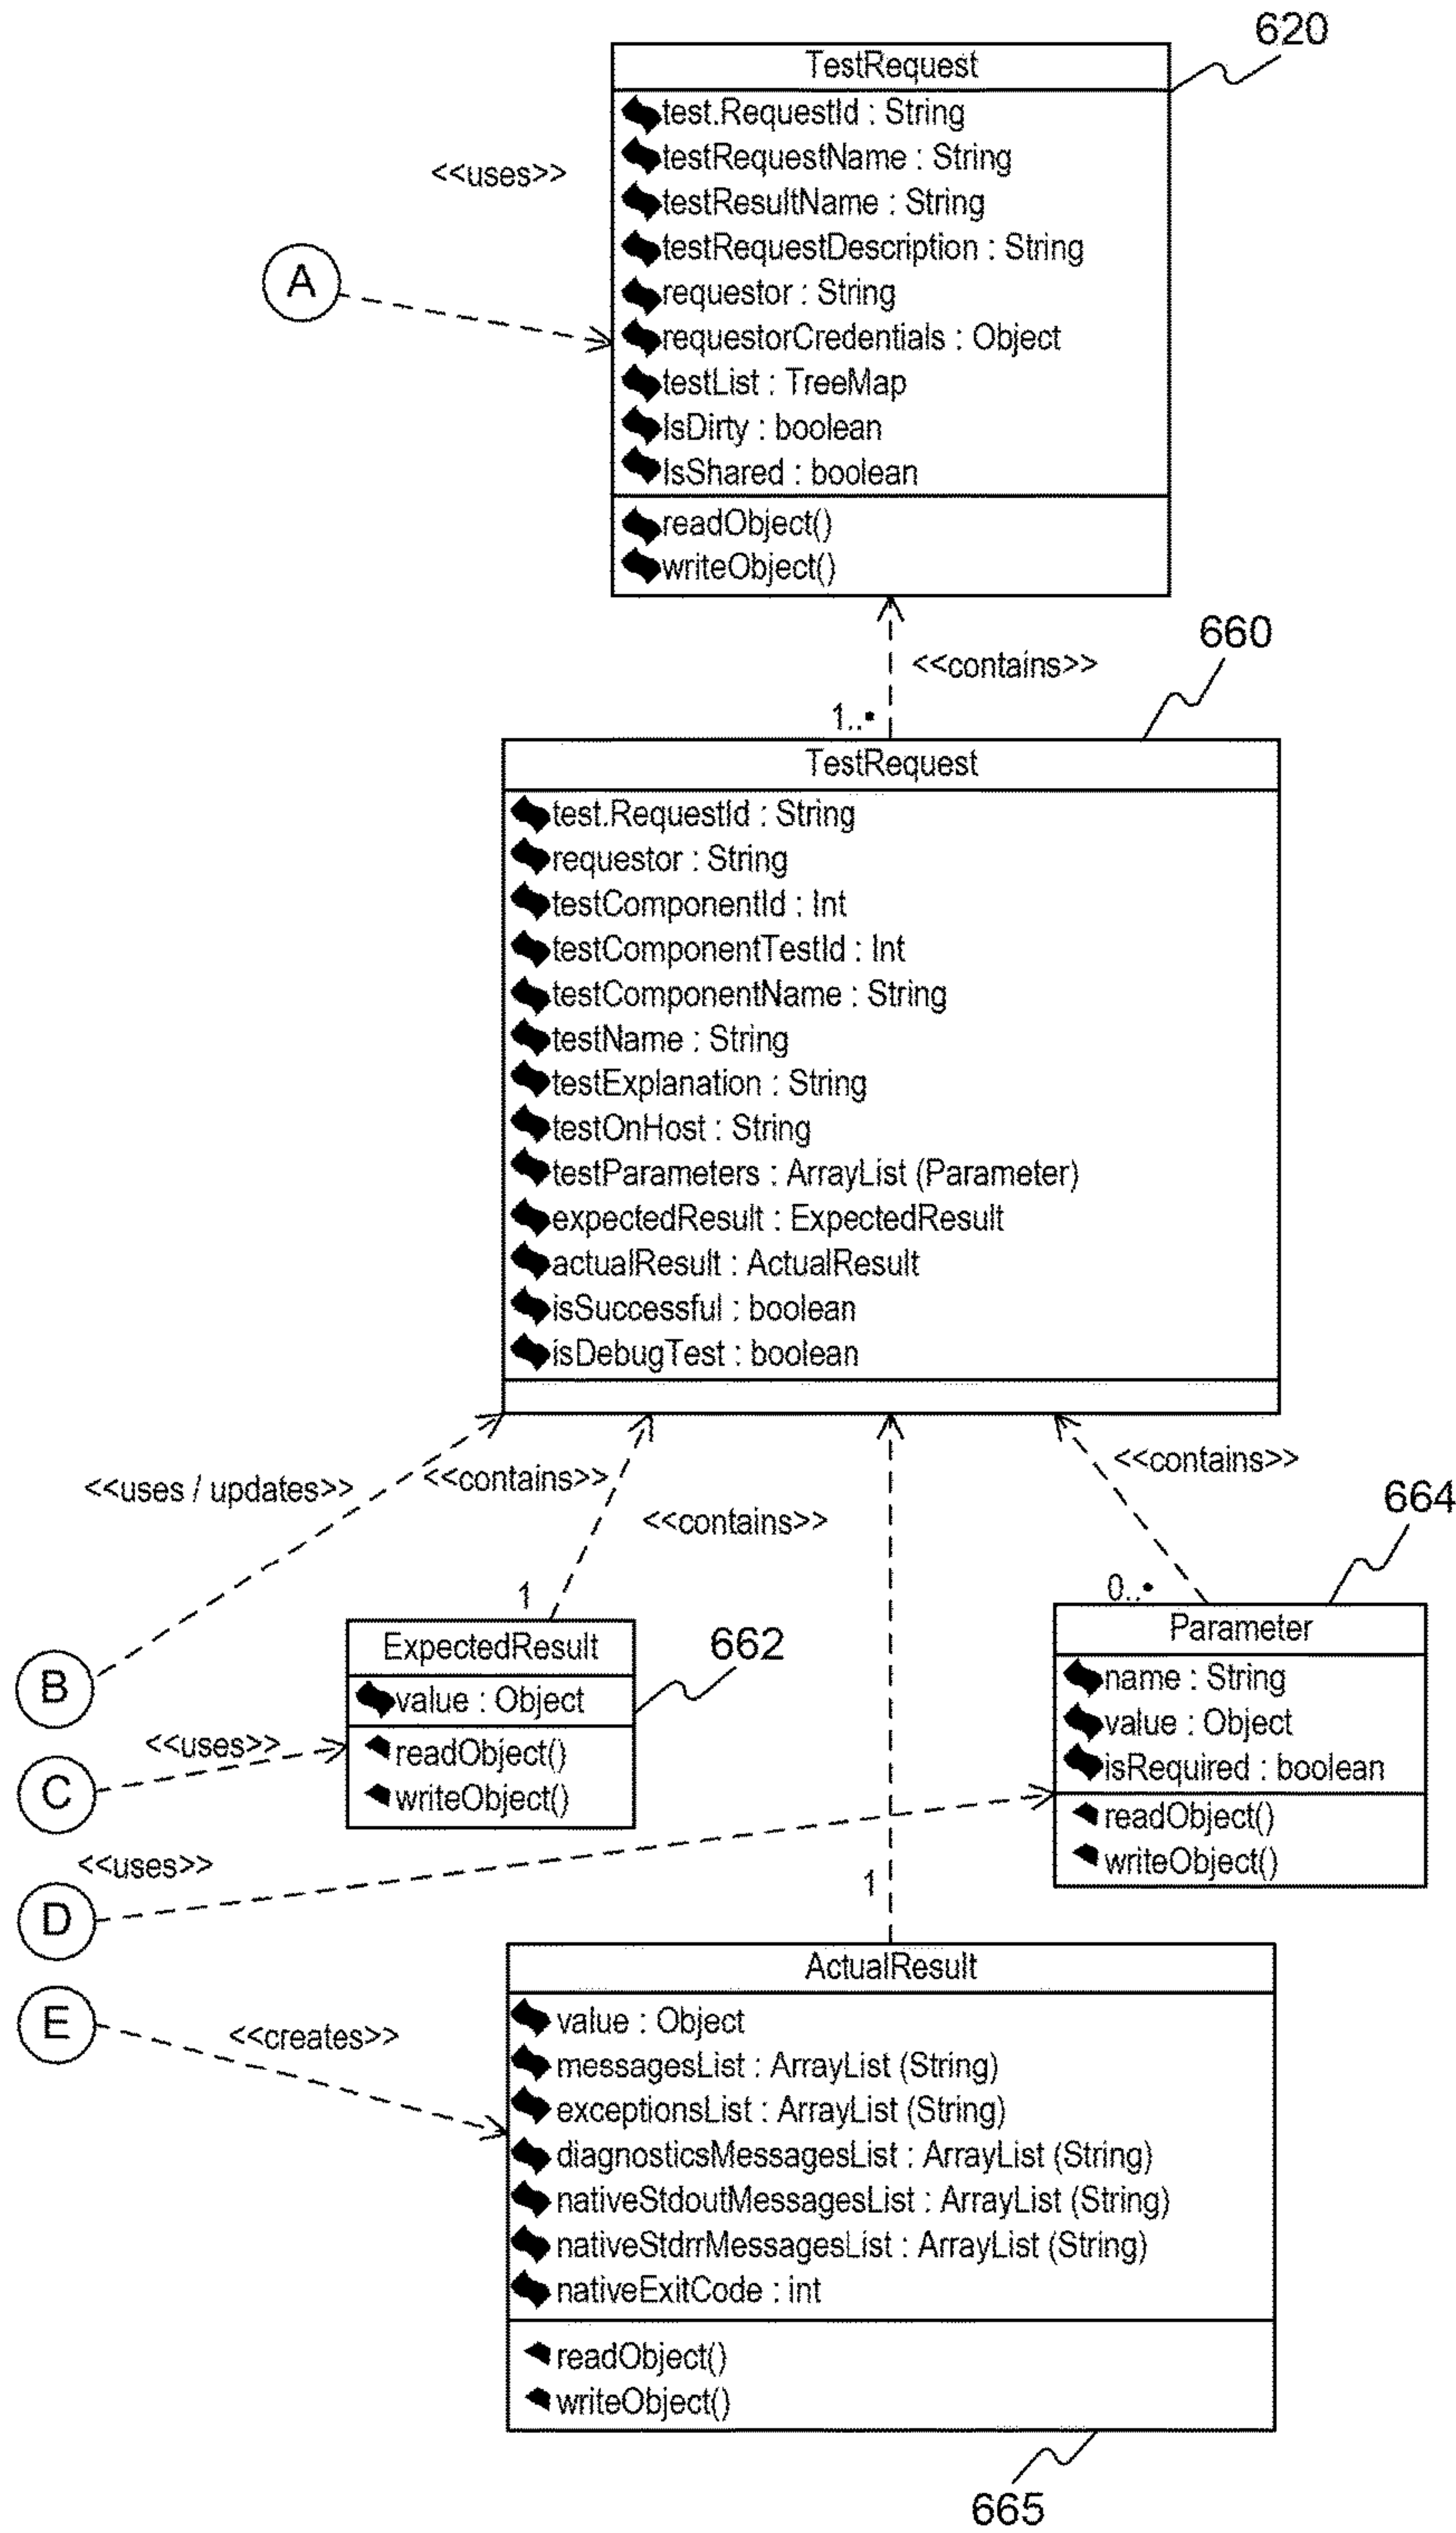 620
TestRequest
test.RequestId : String
testRequestName : String
<<uses>>
testResultName : String
testRequestDescription : String
A
requestor : String
requestorCredentials : Object
testList : TreeMap
IsDirty : boolean
IsShared : boolean
readObject()
writeObject()
660
<<contains>>
1..*
TestRequest
test.RequestId : String
requestor : String
testComponentId : Int
testComponentTestId : Int
testComponentName : String
testName : String
testExplanation : String
testOnHost : String
testParameters : ArrayList (Parameter)
expectedResult : ExpectedResult
actualResult : ActualResult
isSuccessful : boolean
isDebugTest : boolean
<<uses / updates>>
<<contains>>
<<contains>>
<<contains>>
664
1
0..*
ExpectedResult
662
Parameter
B
value : Object
name : String
value : Object
<<uses>>
readObject()
isRequired : boolean
C
writeObject()
readObject()
writeObject()
<<uses>>
1
D
ActualResult
E
<<creates>>
value : Object
messagesList : ArrayList (String)
exceptionsList : ArrayList (String)
diagnosticsMessagesList : ArrayList (String)
nativeStdoutMessagesList : ArrayList (String)
nativeStdrrMessagesList : ArrayList (String)
nativeExitCode : int
readObject()
writeObject()
665